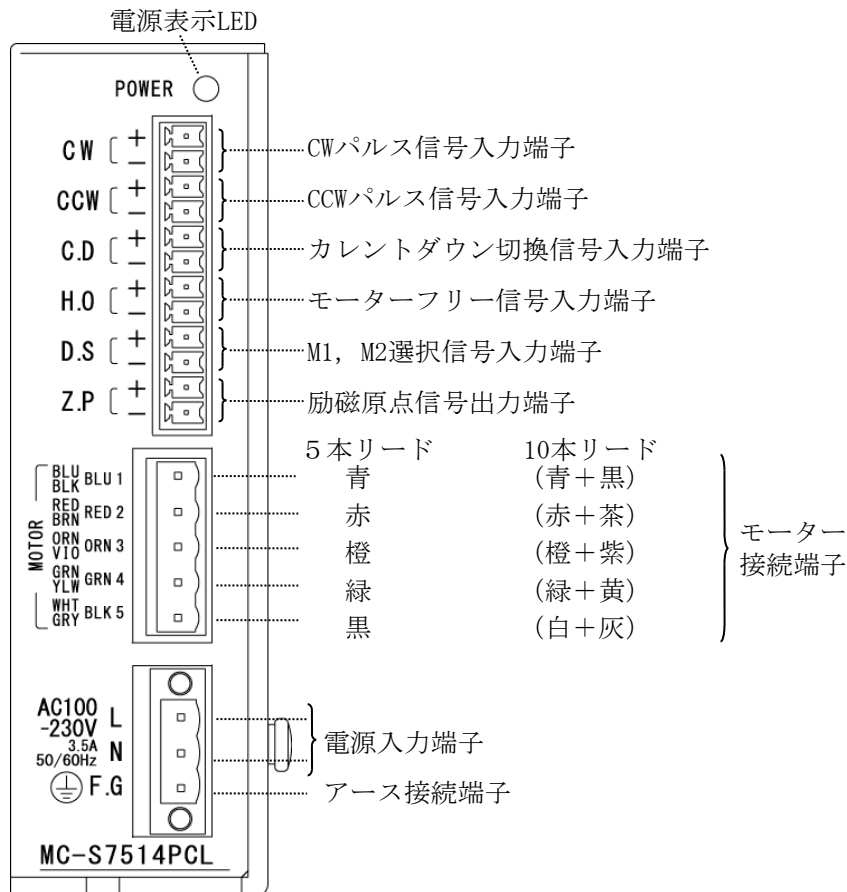 電源表示LED
POWER
CW + − CWパルス信号入力端子
CCW + − CCWパルス信号入力端子
C.D + − カレントダウン切換信号入力端子
H.O + − モーターフリー信号入力端子
D.S + − M1, M2選択信号入力端子
Z.P + − 励磁原点信号出力端子
５本リード 10本リード
MOTOR
BLU BLK BLU 1 青 (青＋黒)
RED BRN RED 2 赤 (赤＋茶)
ORN VIO ORN 3 橙 (橙＋紫)
GRN YLW GRN 4 緑 (緑＋黄)
WHT GRY BLK 5 黒 (白＋灰)
モーター
接続端子
AC100
-230V
3.5A
50/60Hz
L
N
電源入力端子
F.G アース接続端子
MC-S7514PCL